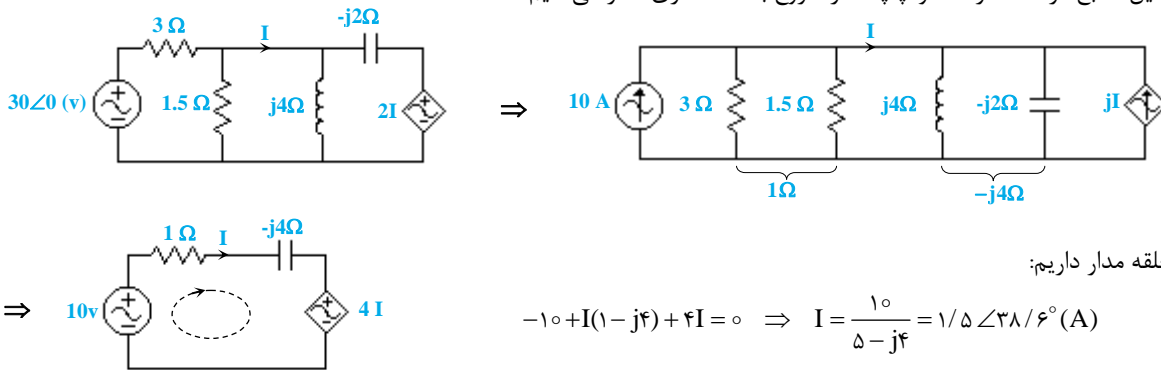 3 Ω
I
-j2Ω
30∠0 (v)
1.5 Ω
j4Ω
2I
⇒
I
10 A
3 Ω
1.5 Ω
j4Ω
-j2Ω
jI
1Ω
−j4Ω
⇒
1 Ω
I
-j4Ω
10v
4 I
مدار داریم:
−۱۰+I(۱−j۴)+۴I=۰ ⇒ I=۱۰/(۵−j۴)=۱/۵∠۳۸/۶°(A)